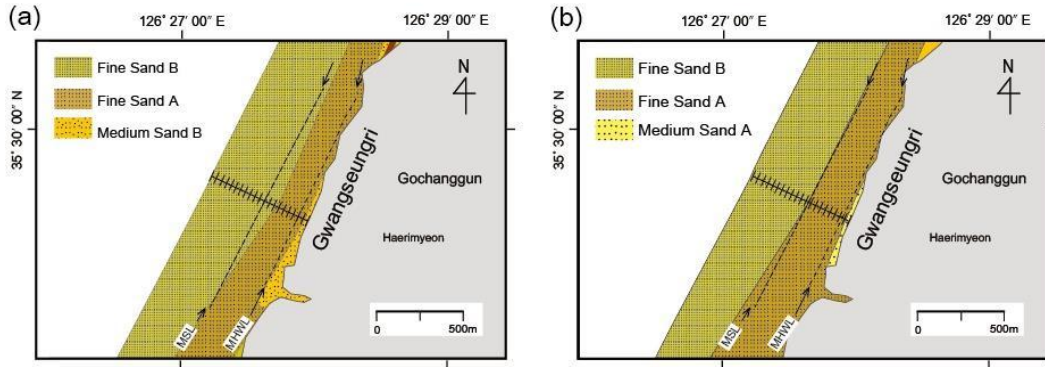 (a)
126° 27' 00" E
126° 29' 00" E
35° 30' 00" N
Fine Sand B
Fine Sand A
Medium Sand B
N
Gwangseungri
Gochanggun
Haerimyeon
MSL
MHWL
0
500m
(b)
126° 27' 00" E
126° 29' 00" E
35° 30' 00" N
Fine Sand B
Fine Sand A
Medium Sand A
N
Gwangseungri
Gochanggun
Haerimyeon
MSL
MHWL
0
500m